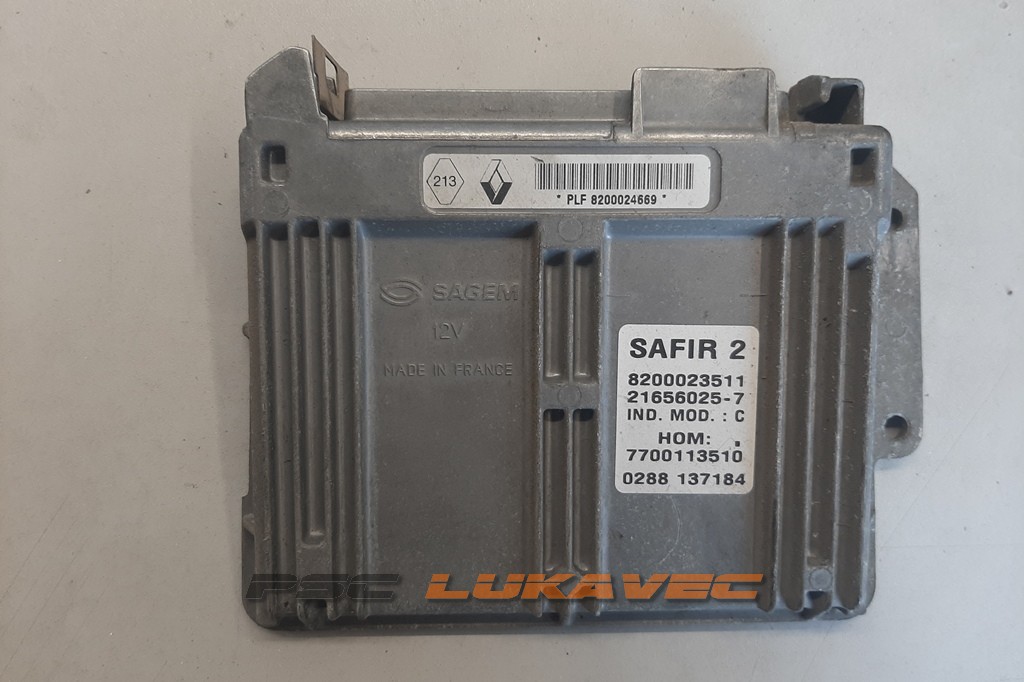 213
* PLF 8200024669 *
SAGEM
12V
MADE IN FRANCE
SAFIR 2
8200023511
21656025-7
IND. MOD. : C
HOM: .
7700113510
0288 137184
PSC LUKAVEC